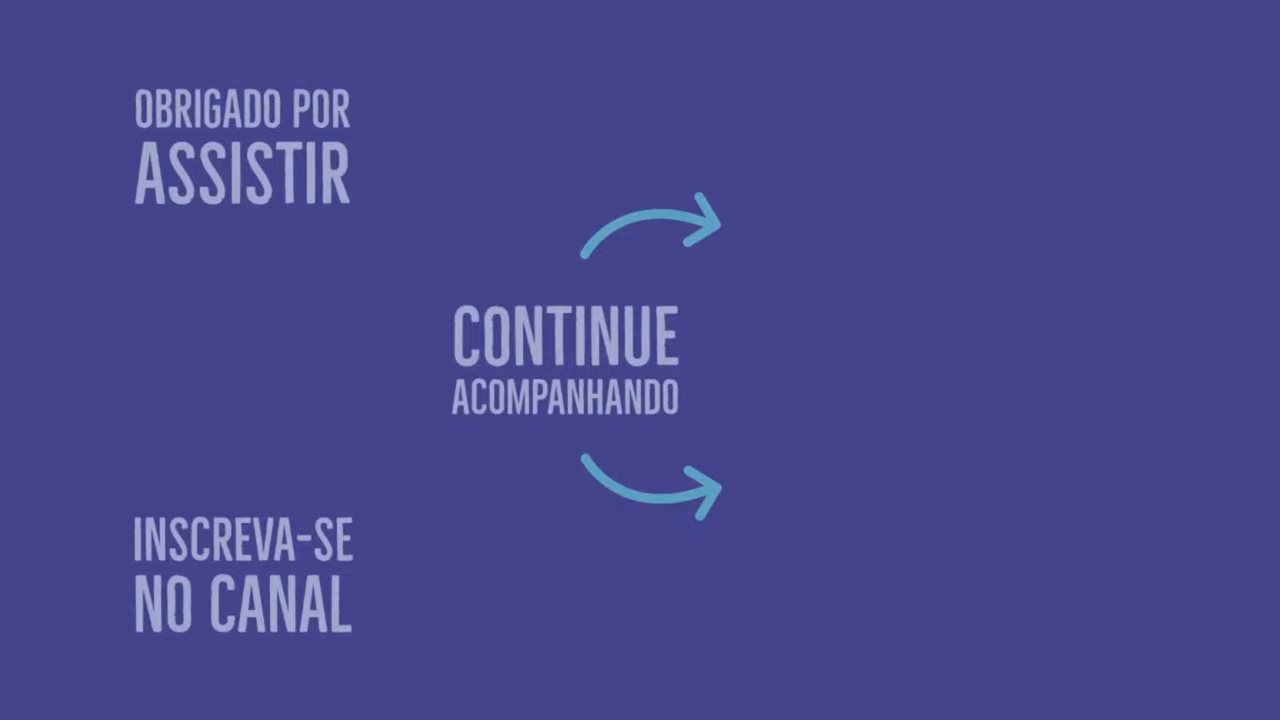 OBRIGADO POR
ASSISTIR
CONTINUE
ACOMPANHANDO
INSCREVA-SE
NO CANAL